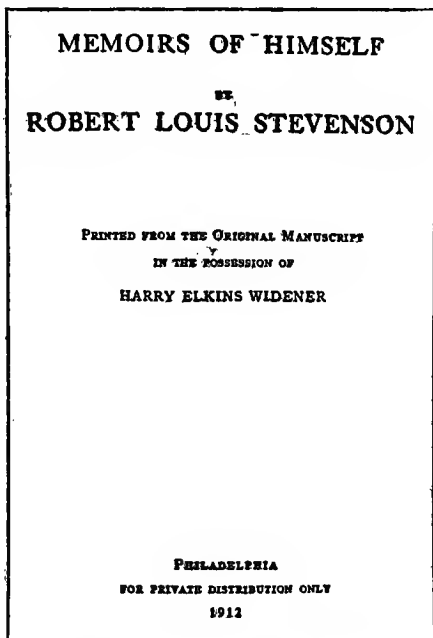 MEMOIRS OF HIMSELF
BY
ROBERT LOUIS STEVENSON
PRINTED FROM THE ORIGINAL MANUSCRIPT
IN THE POSSESSION OF
HARRY ELKINS WIDENER
PHILADELPHIA
FOR PRIVATE DISTRIBUTION ONLY
1912